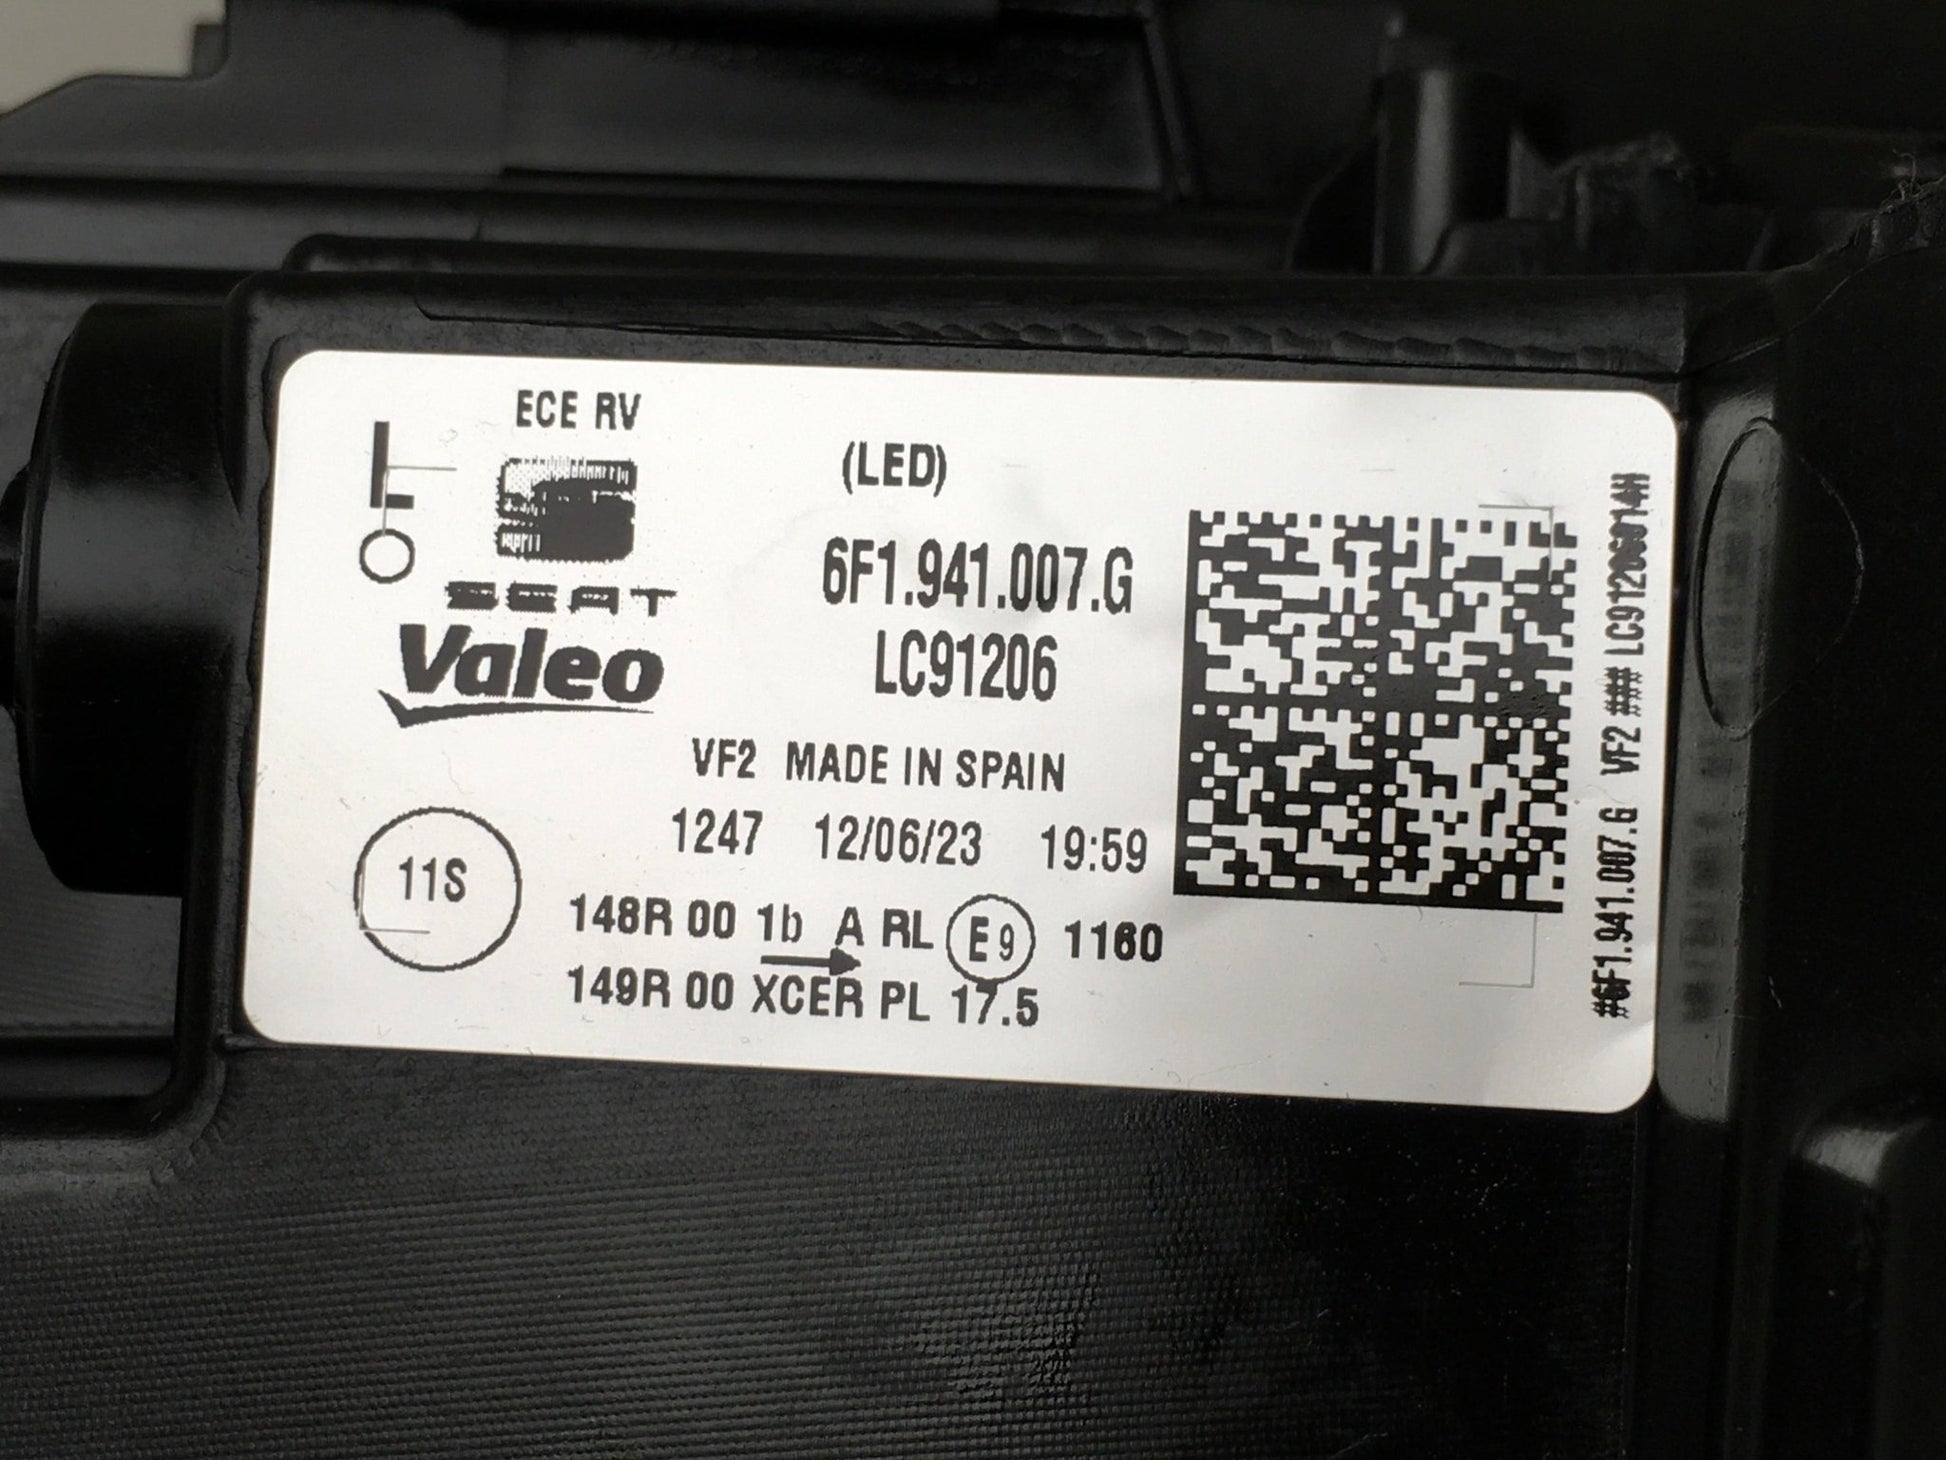 ECE RV
SEAT
Valeo
(LED)
6F1.941.007.G
LC91206
VF2 MADE IN SPAIN
1247 12/06/23 19:59
11S
148R 00 1b A RL E9 1160
149R 00 XCER PL 17.5
#6F1.941.007.G VF2 ###